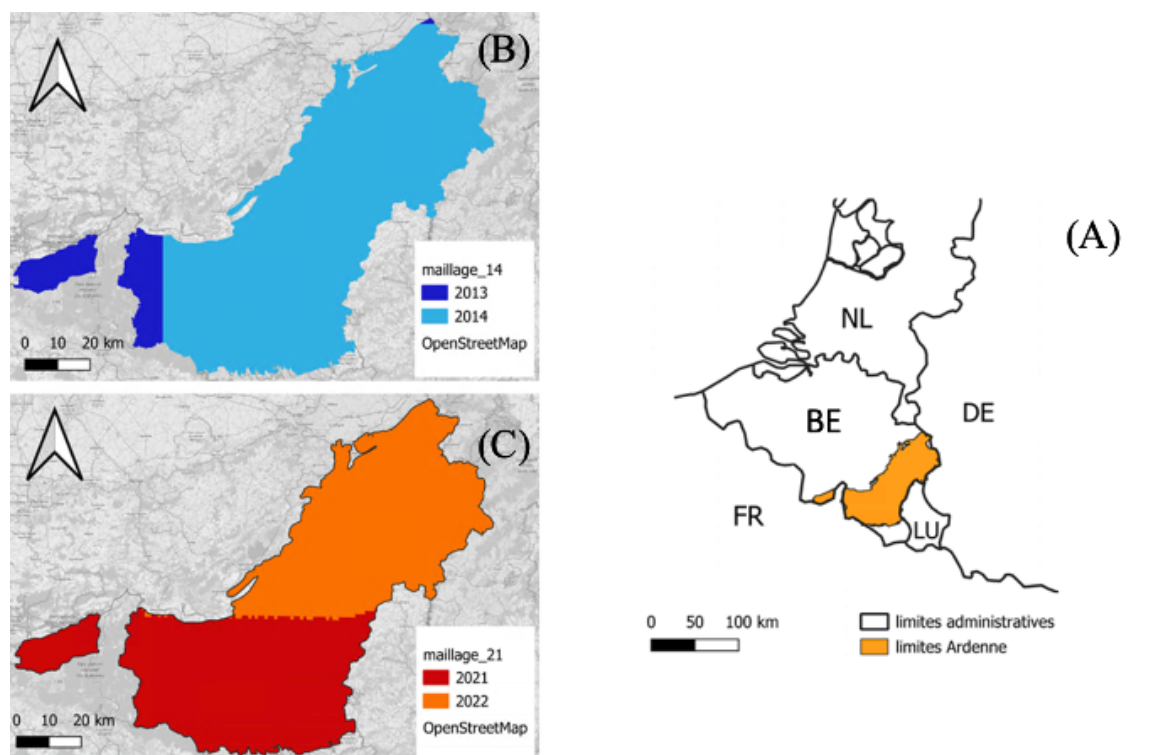 (B)
maillage_14
2013
2014
OpenStreetMap
0 10 20 km
(C)
maillage_21
2021
2022
OpenStreetMap
0 10 20 km
(A)
NL
DE
BE
FR
LU
0 50 100 km
limites administratives
limites Ardenne